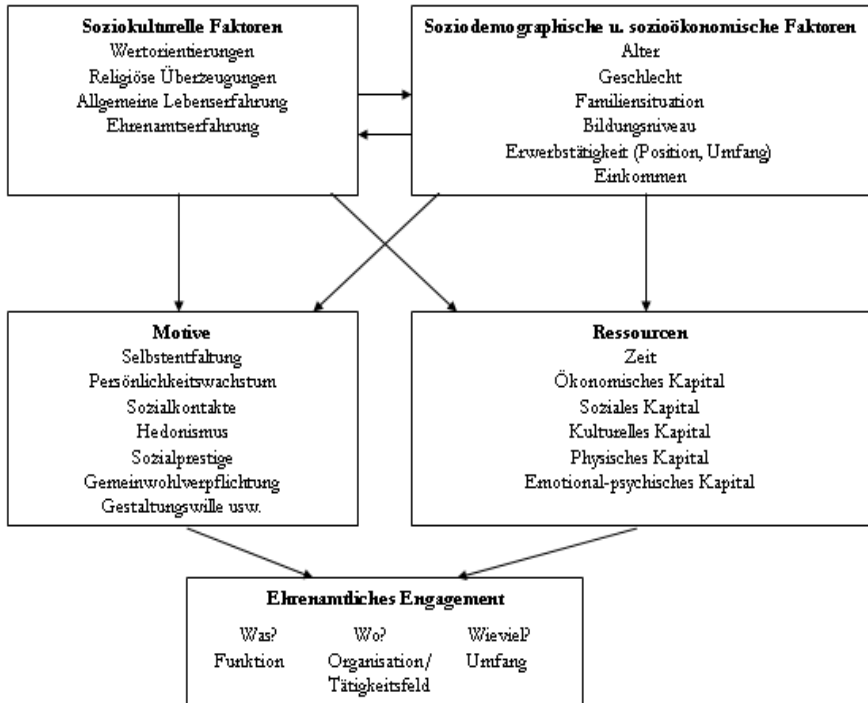 Soziokulturelle Faktoren
Wertorientierungen
Religiöse Überzeugungen
Allgemeine Lebenserfahrung
Ehrenamtserfahrung
Soziodemographische u. sozioökonomische Faktoren
Alter
Geschlecht
Familiensituation
Bildungsniveau
Erwerbstätigkeit (Position, Umfang)
Einkommen
Motive
Selbstentfaltung
Persönlichkeitswachstum
Sozialkontakte
Hedonismus
Sozialprestige
Gemeinwohlverpflichtung
Gestaltungswille usw.
Ressourcen
Zeit
Ökonomisches Kapital
Soziales Kapital
Kulturelles Kapital
Physisches Kapital
Emotional-psychisches Kapital
Ehrenamtliches Engagement
Was? Wo? Wieviel?
Funktion Organisation/ Umfang
Tätigkeitsfeld